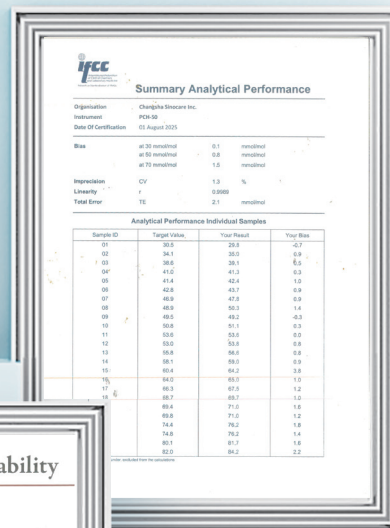 ifcc
Summary Analytical Performance
Organisation Changsha Sinocare Inc.
Instrument PCH-50
Date Of Certification 01 August 2025
Bias at 30 mmol/mol 0.1 mmol/mol
at 50 mmol/mol 0.8 mmol/mol
at 70 mmol/mol 1.5 mmol/mol
Imprecision CV 1.3 %
Linearity r 0.9989
Total Error TE 2.1 mmol/mol
Analytical Performance Individual Samples
Sample ID Target Value Your Result Your Bias
01 30.5 29.8 -0.7
02 34.1 35.0 0.9
03 38.8 39.1 0.3
04* 41.0 41.3 0.3
05 41.4 42.4 1.0
06 42.8 43.7 0.9
07 46.9 47.8 0.9
08 48.9 50.3 1.4
09 49.5 49.2 -0.3
10 50.8 51.1 0.3
11 53.6 53.6 0.0
12 53.0 53.8 0.8
13 55.8 56.6 0.8
14 58.1 59.0 0.9
15 60.4 64.2 3.8
16 64.0 65.0 1.0
17 66.3 67.5 1.2
18 68.7 69.7 1.0
69.4 71.0 1.6
69.8 71.0 1.2
74.4 76.2 1.8
74.8 76.2 1.4
80.1 81.7 1.6
82.0 84.2 2.2
excluded from the calculations
ability